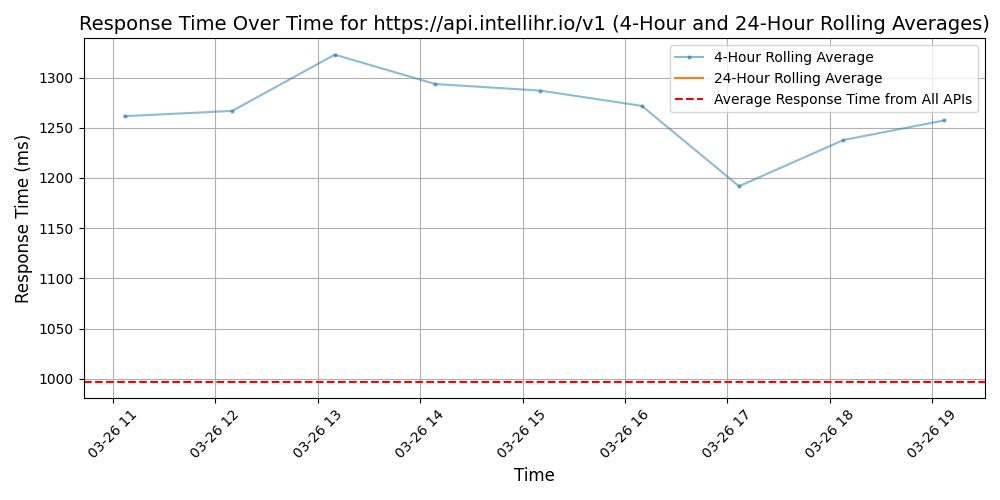 Response Time Over Time for https://api.intellihr.io/v1 (4-Hour and 24-Hour Rolling Averages)
4-Hour Rolling Average
24-Hour Rolling Average
Average Response Time from All APIs
Response Time (ms)
1300
1250
1200
1150
1100
1050
1000
03-26 11
03-26 12
03-26 13
03-26 14
03-26 15
03-26 16
03-26 17
03-26 18
03-26 19
Time